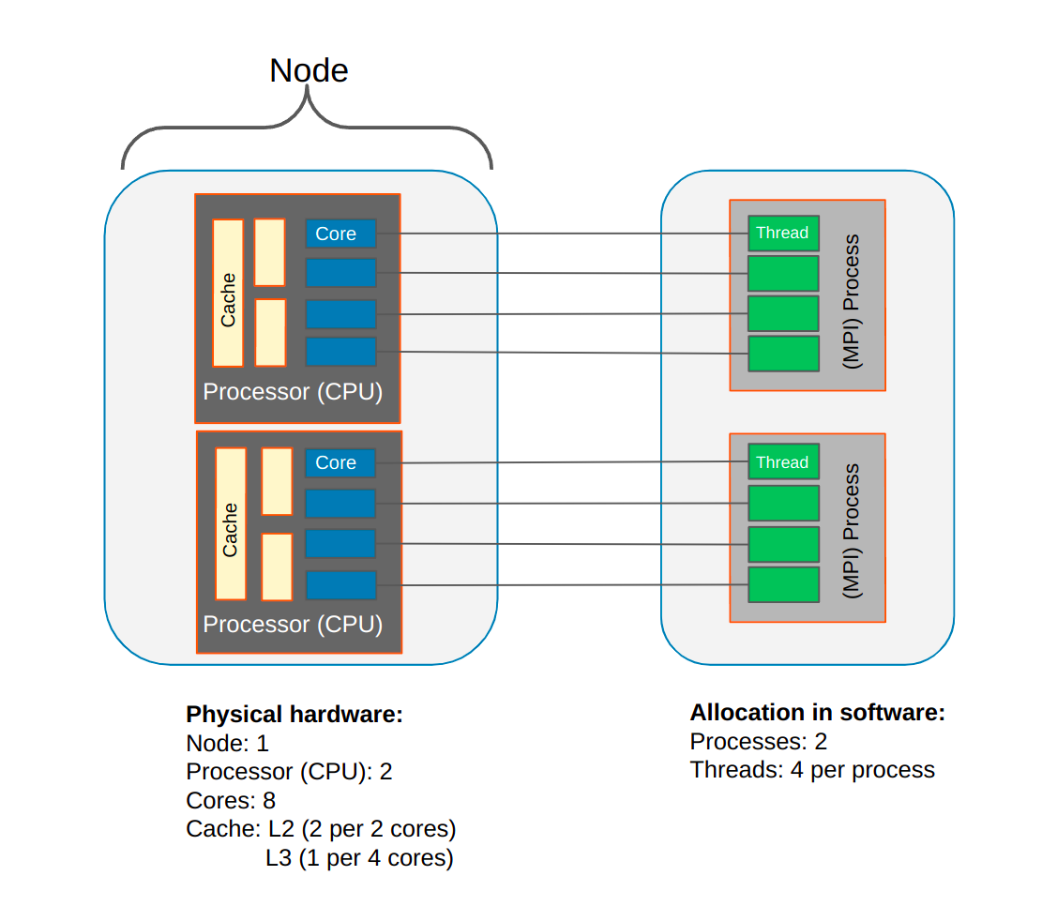 Node
Core
Cache
Processor (CPU)
Core
Cache
Processor (CPU)
Thread
(MPI) Process
Thread
(MPI) Process
Physical hardware:
Node: 1
Processor (CPU): 2
Cores: 8
Cache: L2 (2 per 2 cores)
L3 (1 per 4 cores)
Allocation in software:
Processes: 2
Threads: 4 per process